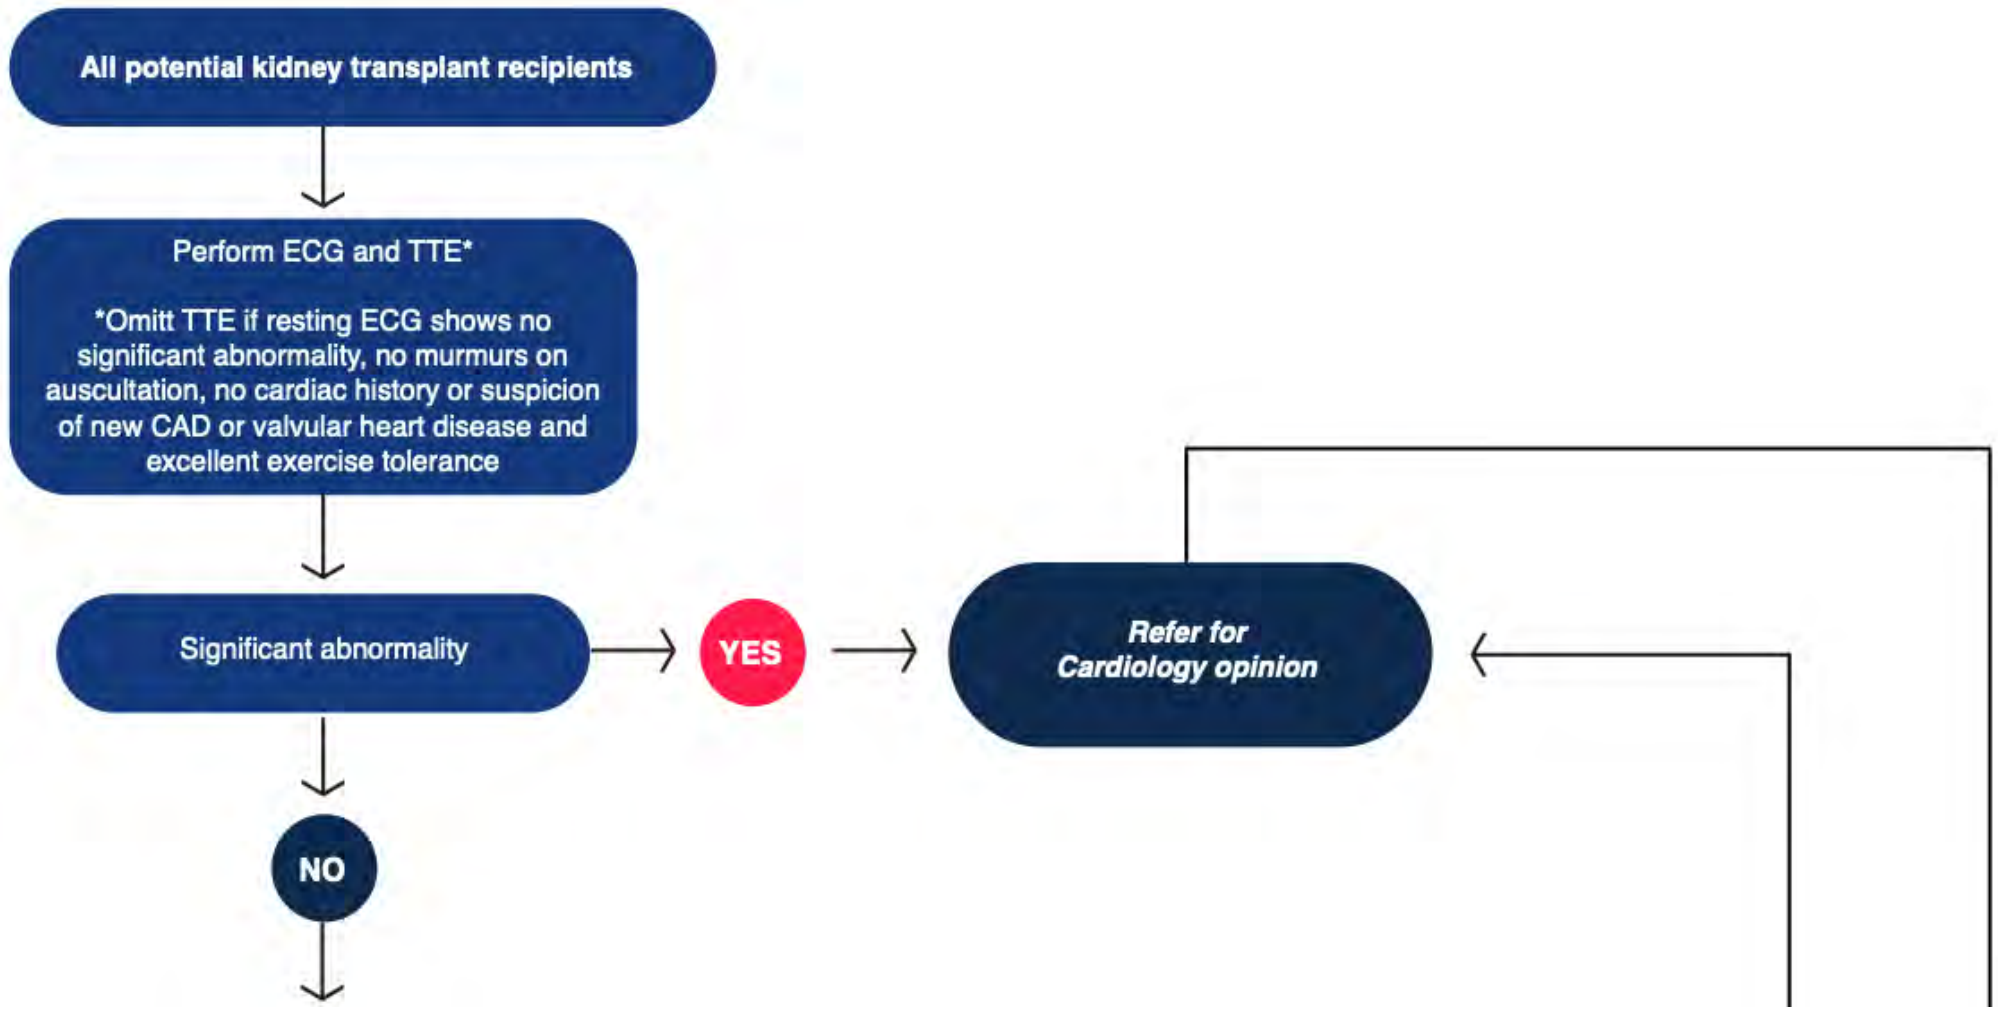 All potential kidney transplant recipients
Perform ECG and TTE*
*Omitt TTE if resting ECG shows no
significant abnormality, no murmurs on
auscultation, no cardiac history or suspicion
of new CAD or valvular heart disease and
excellent exercise tolerance
Significant abnormality
YES
Refer for
Cardiology opinion
NO